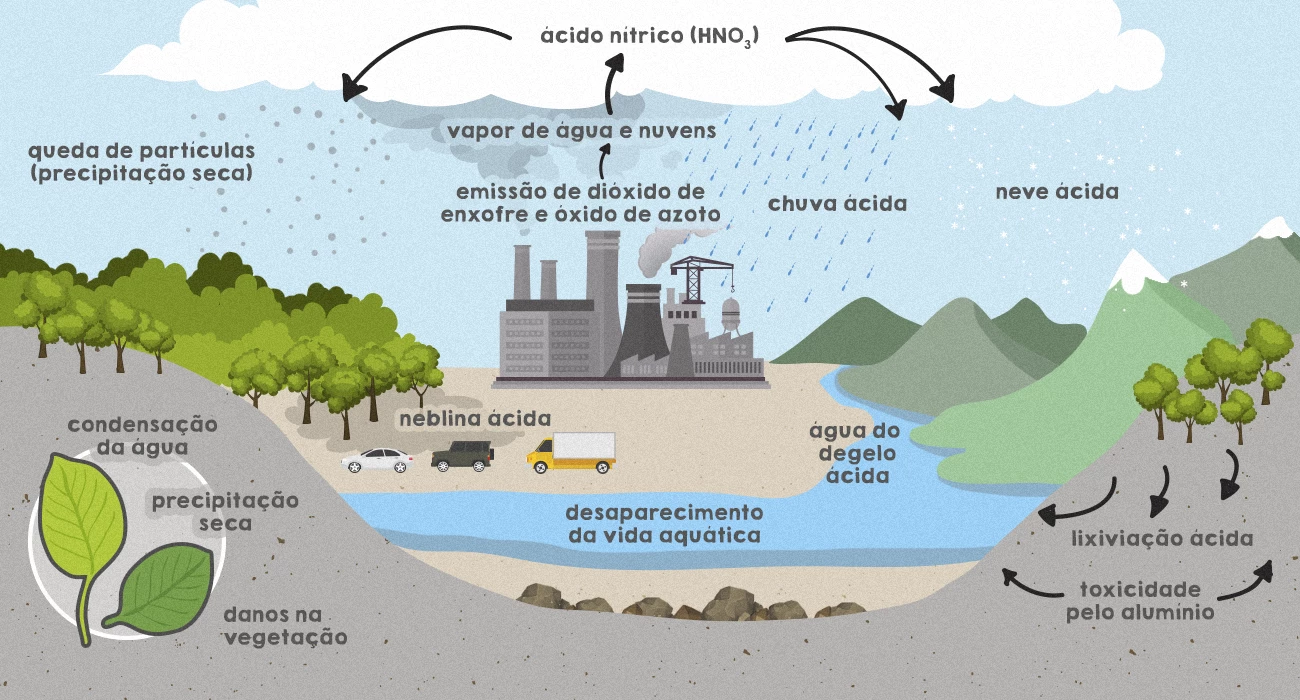 ácido nítrico (HNO₃)
vapor de água e nuvens
queda de partículas
(precipitação seca)
emissão de dióxido de
enxofre e óxido de azoto
chuva ácida
neve ácida
neblina ácida
condensação
da água
água do
degelo
ácida
precipitação
seca
desaparecimento
da vida aquática
lixiviação ácida
toxicidade
pelo alumínio
danos na
vegetação